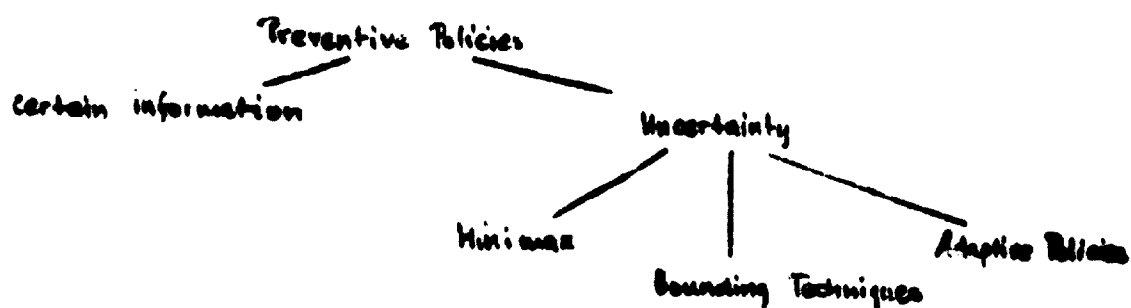 Preventive Policies
certain information
Uncertainty
Minimax
Adaptive Policies
Bounding Techniques